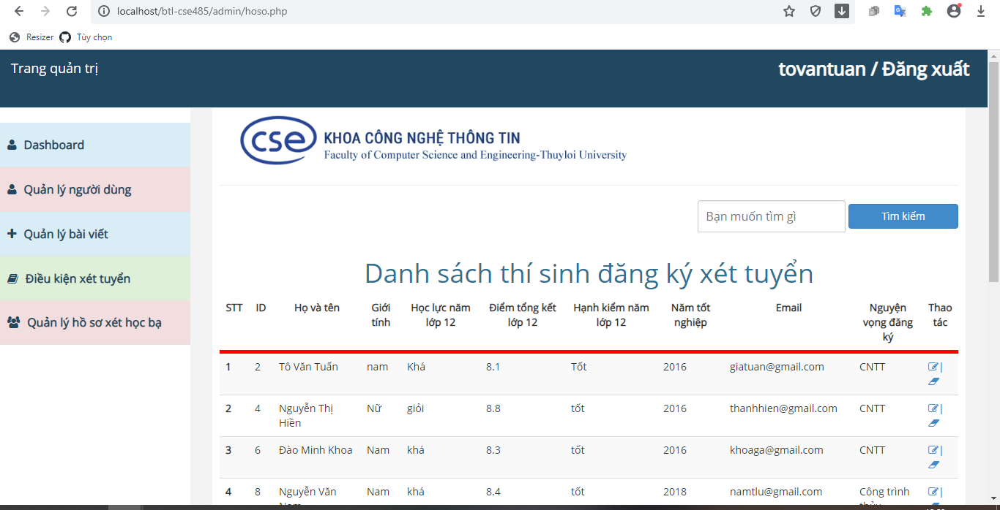 localhost/btl-cse485/admin/hoso.php
Resizer Tùy chọn
Trang quản trị
tovantuan / Đăng xuất
Dashboard
Quản lý người dùng
Quản lý bài viết
Điều kiện xét tuyển
Quản lý hồ sơ xét học bạ
cse
KHOA CÔNG NGHỆ THÔNG TIN
Faculty of Computer Science and Engineering-Thuyloi University
Bạn muốn tìm gì
Tìm kiếm
Danh sách thí sinh đăng ký xét tuyển
STT ID Họ và tên Giới tính Học lực năm lớp 12 Điểm tổng kết lớp 12 Hạnh kiểm năm lớp 12 Năm tốt nghiệp Email Nguyện vọng đăng ký Thao tác
1 2 Tô Văn Tuấn nam Khá 8.1 Tốt 2016 giatuan@gmail.com CNTT |
2 4 Nguyễn Thị Hiền Nữ giỏi 8.8 tốt 2016 thanhhien@gmail.com CNTT |
3 6 Đào Minh Khoa Nam khá 8.3 tốt 2016 khoaga@gmail.com CNTT |
4 8 Nguyễn Văn Nam khá 8.4 tốt 2018 namtlu@gmail.com Công trình |